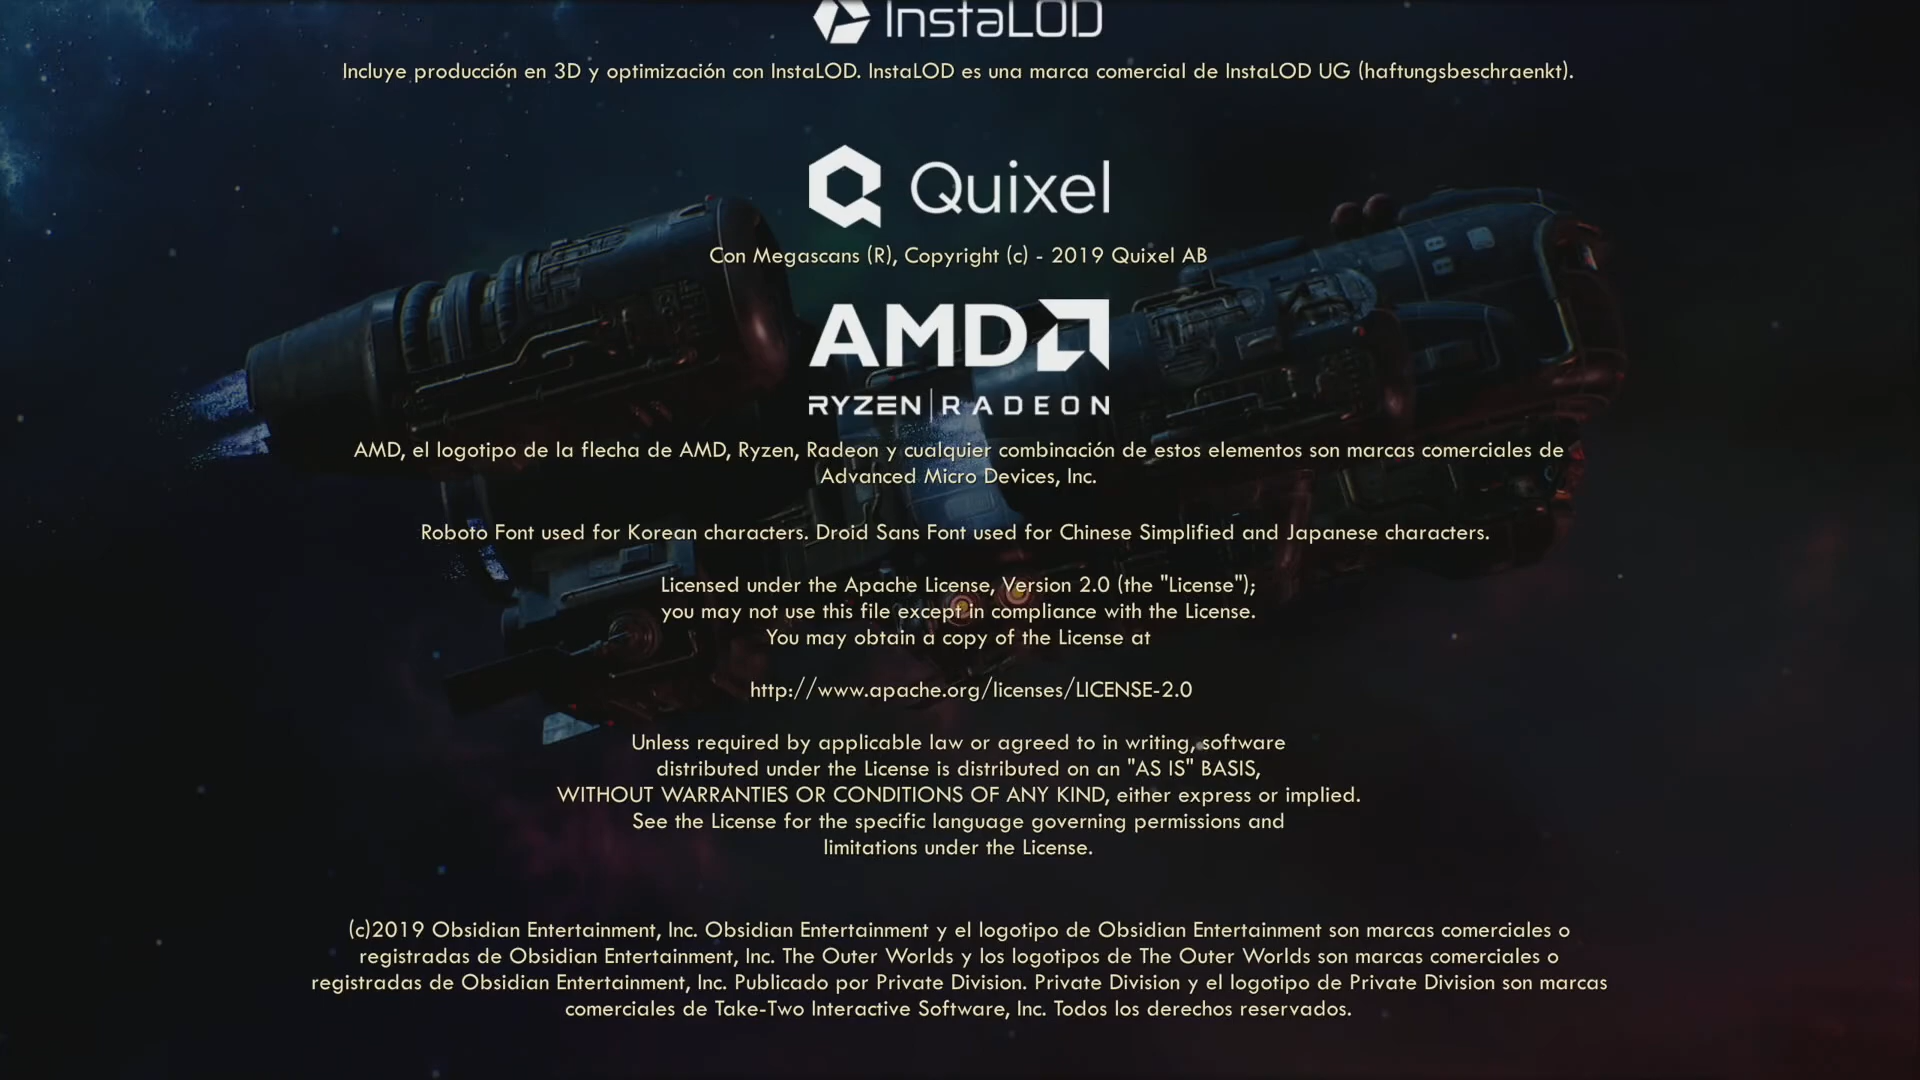 InstaLOD
Incluye producción en 3D y optimización con InstaLOD. InstaLOD es una marca comercial de InstaLOD UG (haftungsbeschraenkt).
Quixel
Con Megascans (R), Copyright (c) - 2019 Quixel AB
AMD
RYZEN | RADEON
AMD, el logotipo de la flecha de AMD, Ryzen, Radeon y cualquier combinación de estos elementos son marcas comerciales de
Advanced Micro Devices, Inc.
Roboto Font used for Korean characters. Droid Sans Font used for Chinese Simplified and Japanese characters.
Licensed under the Apache License, Version 2.0 (the "License");
you may not use this file except in compliance with the License.
You may obtain a copy of the License at
http://www.apache.org/licenses/LICENSE-2.0
Unless required by applicable law or agreed to in writing, software
distributed under the License is distributed on an "AS IS" BASIS,
WITHOUT WARRANTIES OR CONDITIONS OF ANY KIND, either express or implied.
See the License for the specific language governing permissions and
limitations under the License.
(c)2019 Obsidian Entertainment, Inc. Obsidian Entertainment y el logotipo de Obsidian Entertainment son marcas comerciales o
registradas de Obsidian Entertainment, Inc. The Outer Worlds y los logotipos de The Outer Worlds son marcas comerciales o
registradas de Obsidian Entertainment, Inc. Publicado por Private Division. Private Division y el logotipo de Private Division son marcas
comerciales de Take-Two Interactive Software, Inc. Todos los derechos reservados.